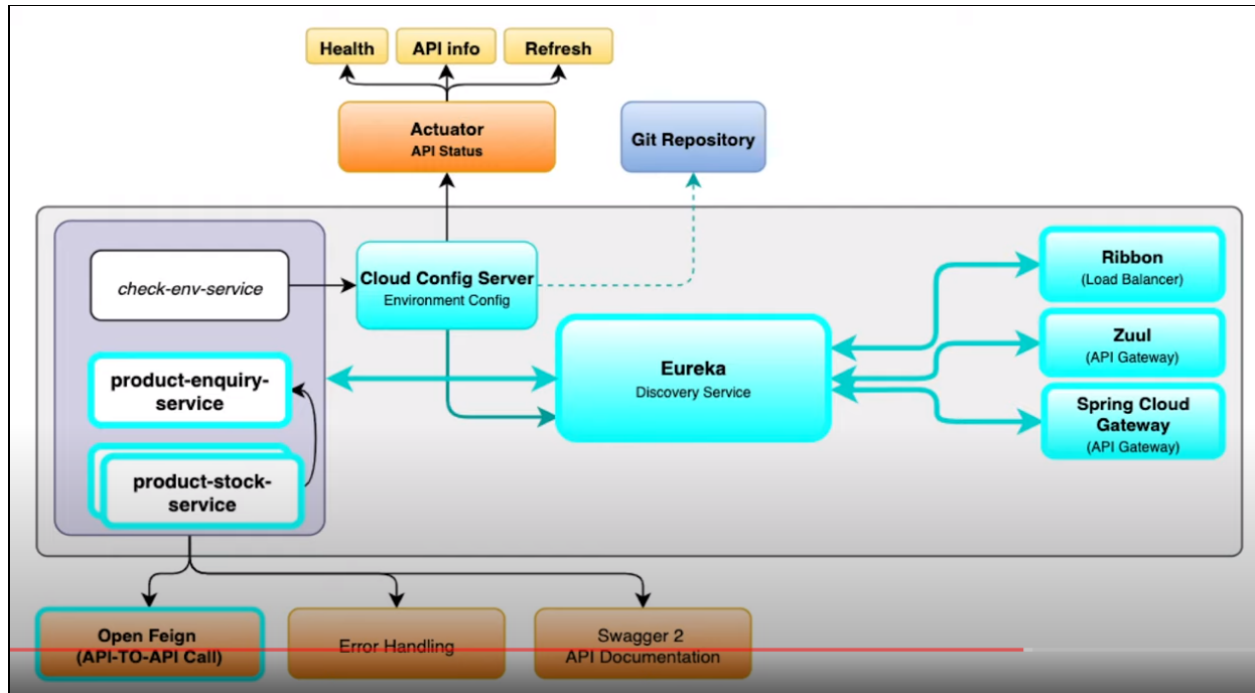 Health
API info
Refresh
Actuator
API Status
Git Repository
check-env-service
Cloud Config Server
Environment Config
Ribbon
(Load Balancer)
Eureka
Discovery Service
Zuul
(API Gateway)
product-enquiry-
service
Spring Cloud
Gateway
(API Gateway)
product-stock-
service
Open Feign
(API-TO-API Call)
Error Handling
Swagger 2
API Documentation